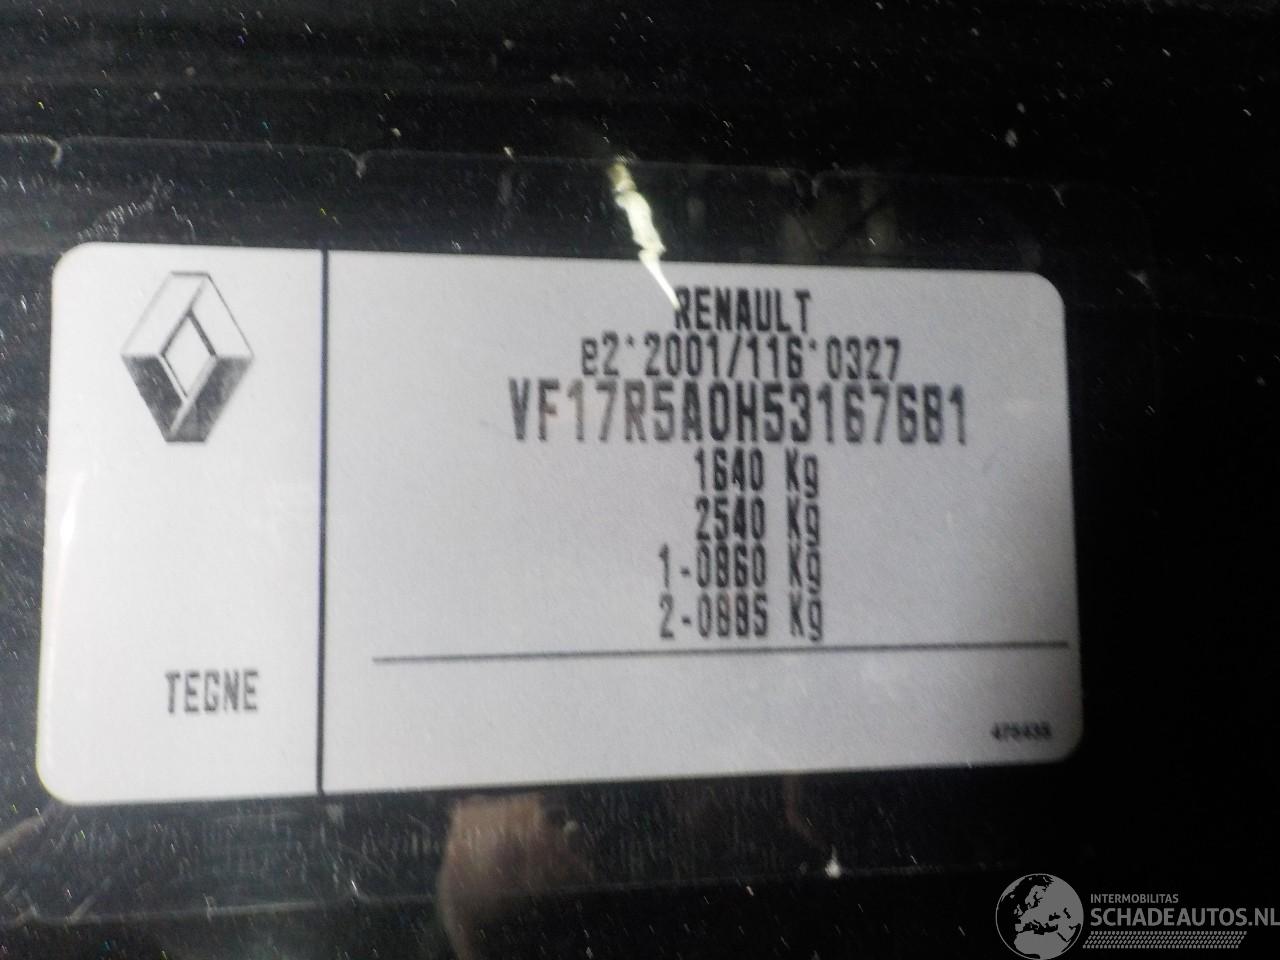 RENAULT
e2*2001/116*0327
VF17R5A0H53167681
1640 Kg
2540 Kg
1-0860 Kg
2-0885 Kg
TEGNE
475435
INTERMOBILITAS
SCHADEAUTOS.NL